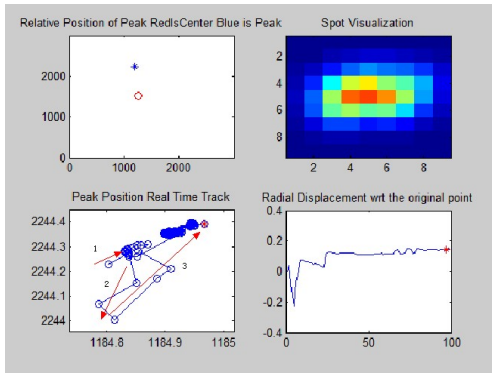 Relative Position of Peak RedIsCenter Blue is Peak
2000
1000
0
0 1000 2000
Spot Visualization
2
4
6
8
2 4 6 8
Peak Position Real Time Track
2244.4
2244.3
2244.2
2244.1
2244
1
2
3
1184.8 1184.9 1185
Radial Displacement wrt the original point
0.4
0.2
0
-0.2
-0.4
0 50 100